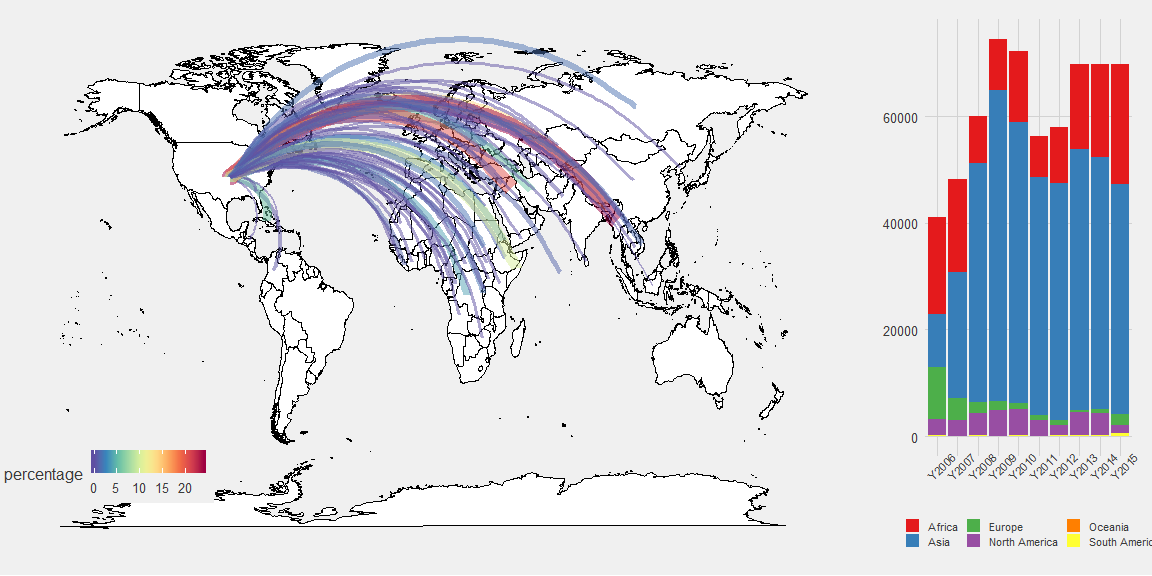 60000
40000
20000
0
Y2006
Y2007
Y2008
Y2009
Y2010
Y2011
Y2012
Y2013
Y2014
Y2015
percentage
0 5 10 15 20
Africa Europe Oceania
Asia North America South Americ